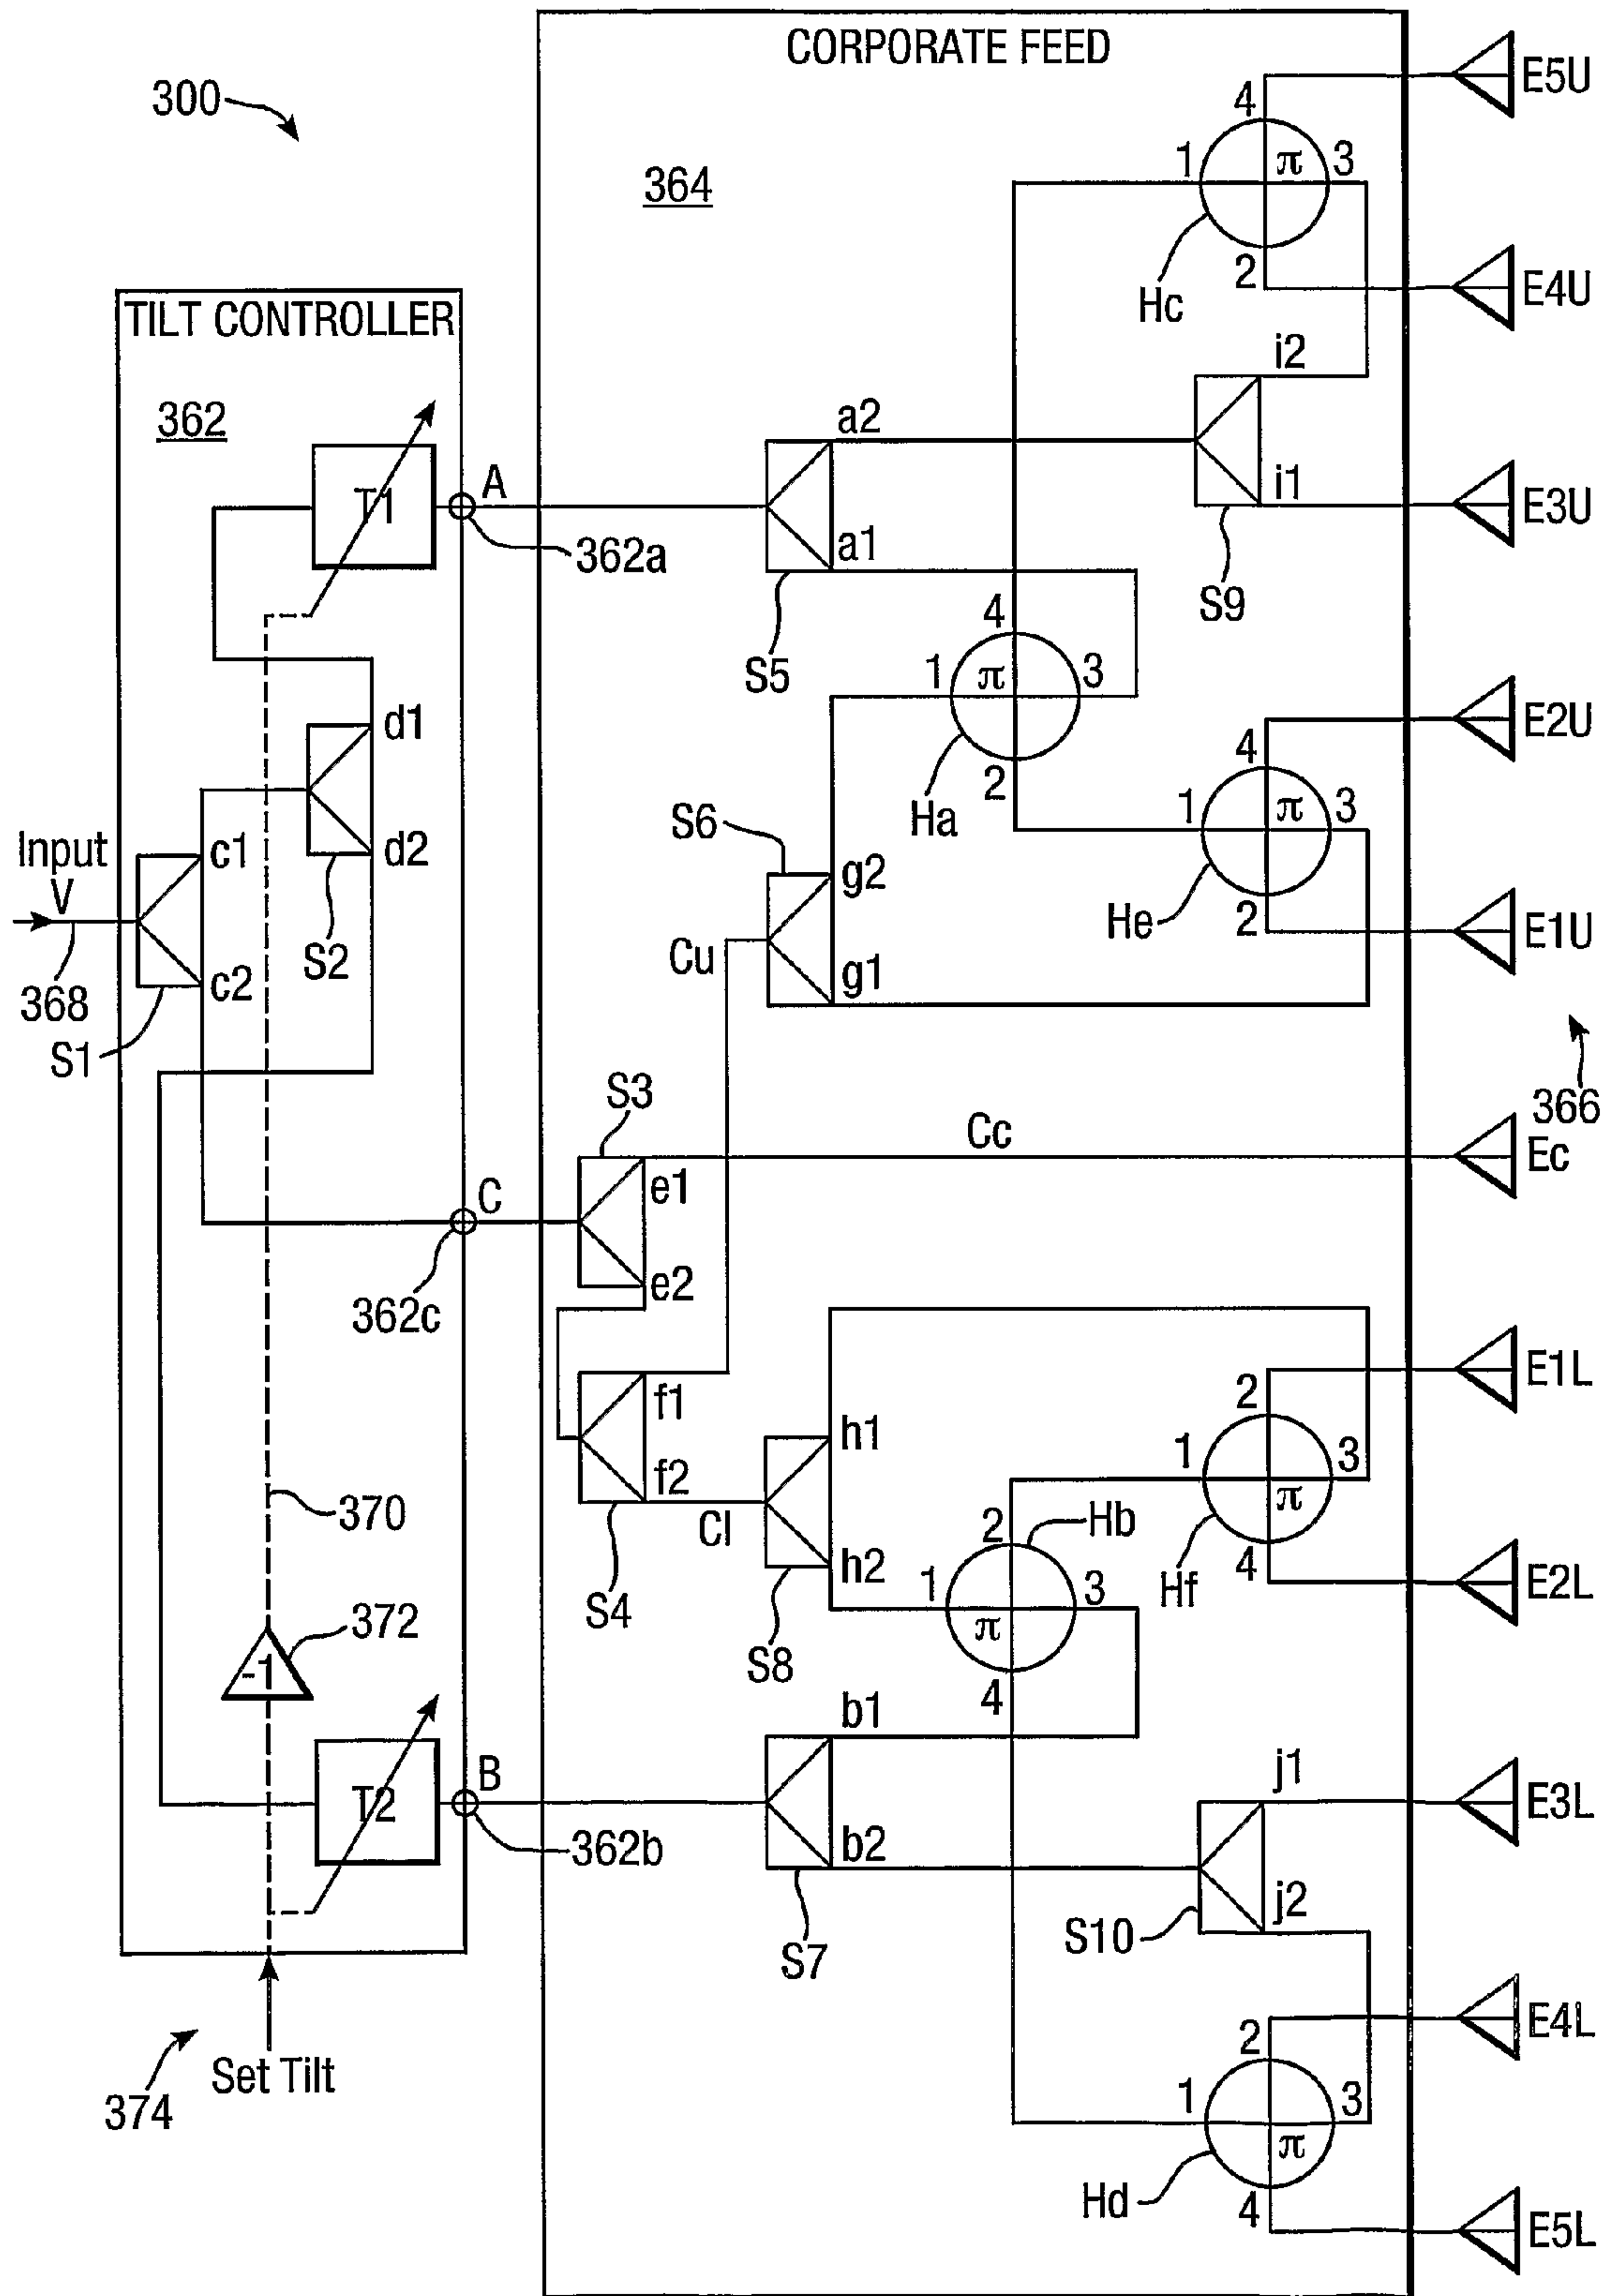 CORPORATE FEED
300
364
E5U
4
1
π
3
2
Hc
E4U
TILT CONTROLLER
362
i2
a2
T1
A
362a
a1
i1
E3U
S9
S5
4
1
π
3
2
Ha
d1
d2
S2
E2U
4
1
π
3
2
He
E1U
S6
g2
g1
Cu
Input
V
368
c1
c2
S1
366
S3
Cc
Ec
e1
e2
C
362c
E1L
2
1
3
π
4
Hf
E2L
f1
f2
S4
Cl
h1
h2
S8
2
Hb
1
3
π
4
370
372
-1
T2
B
362b
b1
b2
S7
j1
E3L
j2
S10
2
E4L
1
3
π
Hd
4
E5L
374
Set Tilt